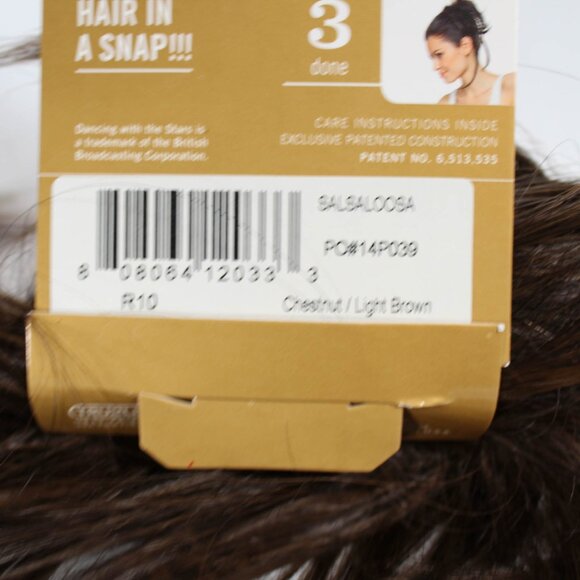 HAIR IN
A SNAP!!!
3
done
Dancing with the Stars is
a trademark of the British
Broadcasting Corporation.
CARE INSTRUCTIONS INSIDE
EXCLUSIVE PATENTED CONSTRUCTION
PATENT NO. 6,513,535
SALSALOOSA
PO#14P039
8 08064 12033 3
R10 Chestnut / Light Brown